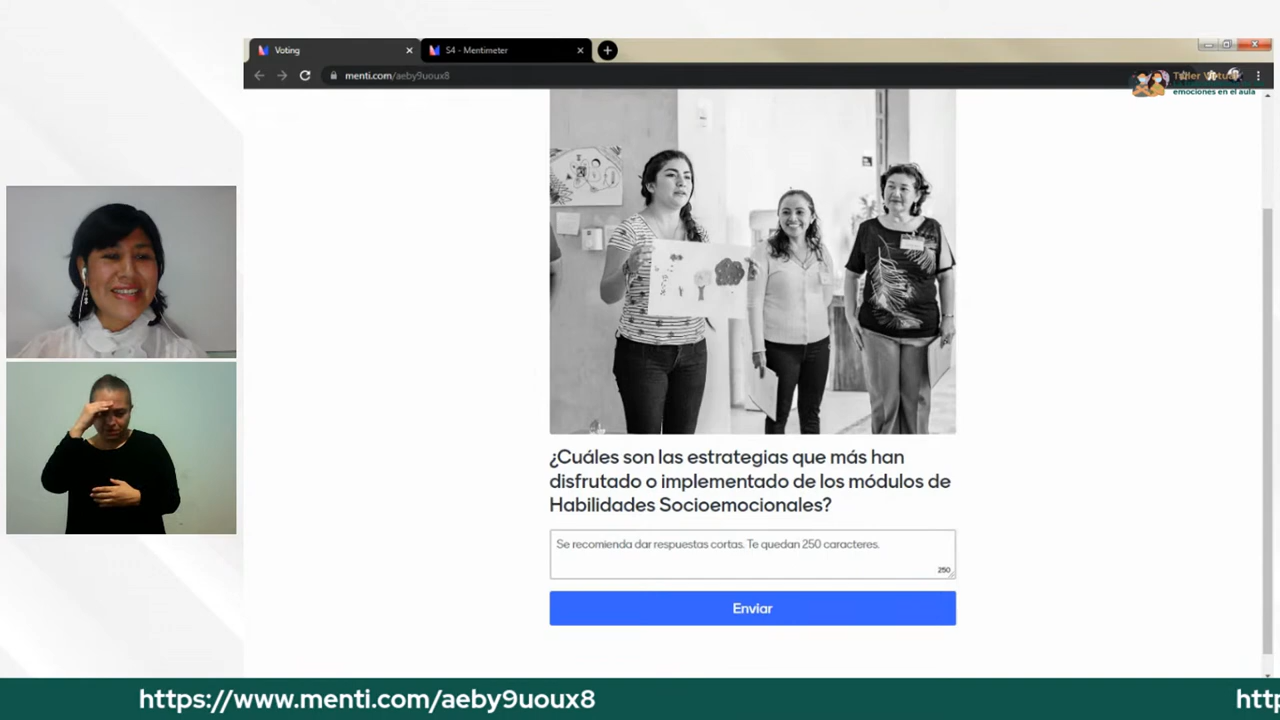 Voting
S4 - Mentimeter
menti.com/aeby9uoux8
Taller Virtual
emociones en el aula
¿Cuáles son las estrategias que más han
disfrutado o implementado de los módulos de
Habilidades Socioemocionales?
Se recomienda dar respuestas cortas. Te quedan 250 caracteres.
250
Enviar
https://www.menti.com/aeby9uoux8
http